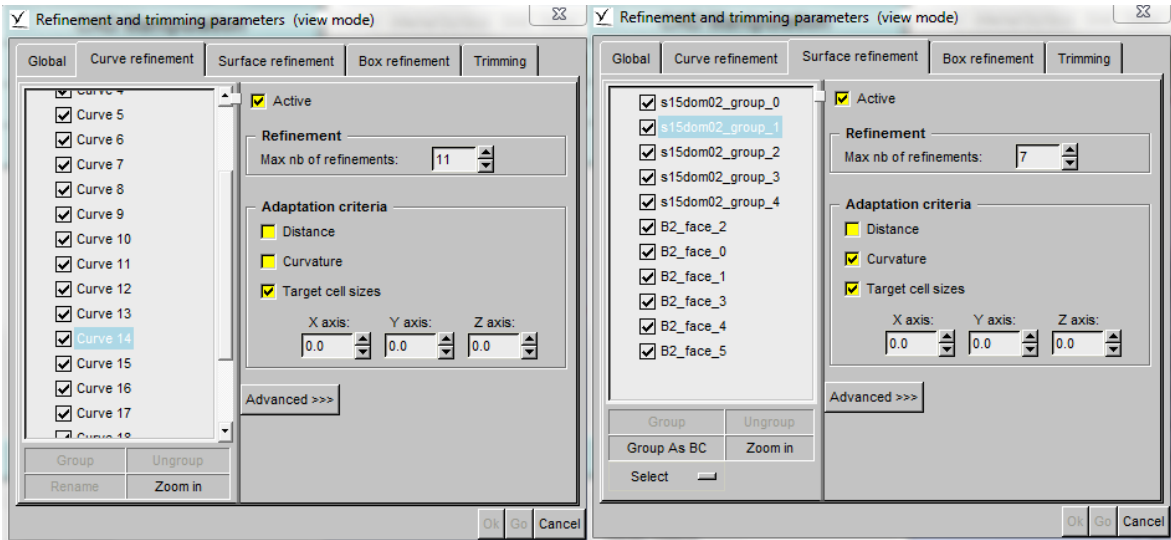 Refinement and trimming parameters (view mode)
Global Curve refinement Surface refinement Box refinement Trimming
Curve 4
Curve 5
Curve 6
Curve 7
Curve 8
Curve 9
Curve 10
Curve 11
Curve 12
Curve 13
Curve 14
Curve 15
Curve 16
Curve 17
Curve 18
Group Ungroup
Rename Zoom in
Active
Refinement
Max nb of refinements: 11
Adaptation criteria
Distance
Curvature
Target cell sizes
X axis: Y axis: Z axis:
0.0 0.0 0.0
Advanced >>>
Ok Go Cancel
Refinement and trimming parameters (view mode)
Global Curve refinement Surface refinement Box refinement Trimming
s15dom02_group_0
s15dom02_group_1
s15dom02_group_2
s15dom02_group_3
s15dom02_group_4
B2_face_2
B2_face_0
B2_face_1
B2_face_3
B2_face_4
B2_face_5
Group Ungroup
Group As BC Zoom in
Select
Active
Refinement
Max nb of refinements: 7
Adaptation criteria
Distance
Curvature
Target cell sizes
X axis: Y axis: Z axis:
0.0 0.0 0.0
Advanced >>>
Ok Go Cancel